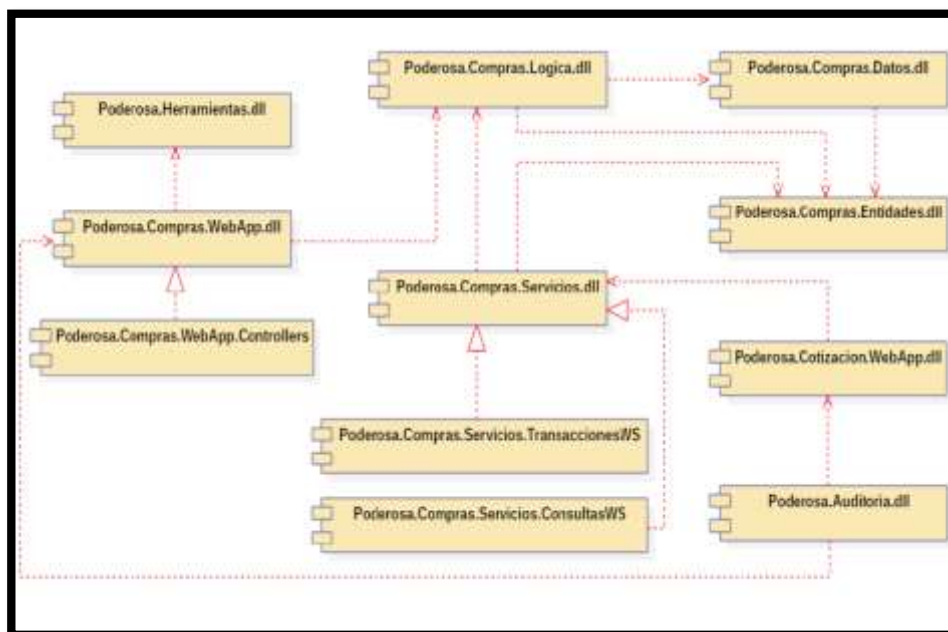 Poderosa.Compras.Logica.dll
Poderosa.Compras.Datos.dll
Poderosa.Herramientas.dll
Poderosa.Compras.Entidades.dll
Poderosa.Compras.WebApp.dll
Poderosa.Compras.Servicios.dll
Poderosa.Compras.WebApp.Controllers
Poderosa.Cotizacion.WebApp.dll
Poderosa.Compras.Servicios.TransaccionesWS
Poderosa.Compras.Servicios.ConsultasWS
Poderosa.Auditoria.dll